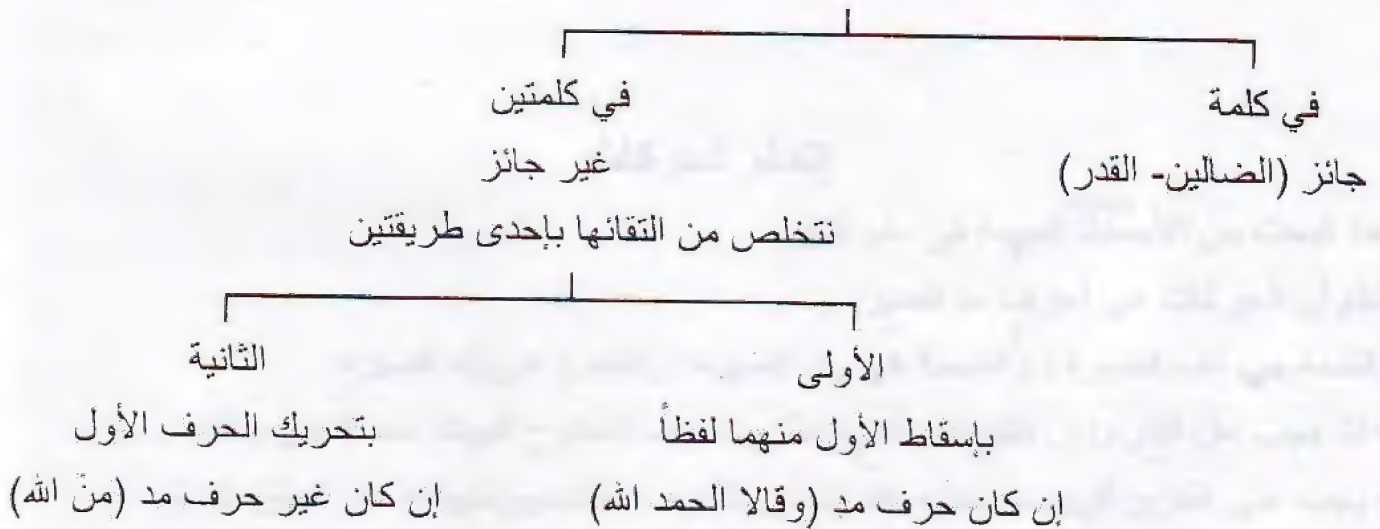 في كلمة
جائز (الضالين- القدر)
في كلمتين
غير جائز
نتخلص من التقائها بإحدى طريقتين
الأولى
بإسقاط الأول منهما لفظاً
إن كان حرف مد (وقالا الحمد الله)
الثانية
بتحريك الحرف الأول
إن كان غير حرف مد (منَ الله)